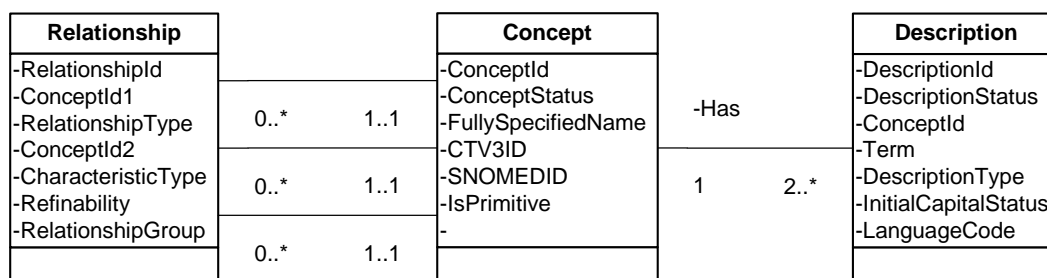 Relationship
-RelationshipId
-ConceptId1
-RelationshipType
-ConceptId2
-CharacteristicType
-Refinability
-RelationshipGroup
0..* 1..1
0..* 1..1
0..* 1..1
Concept
-ConceptId
-ConceptStatus
-FullySpecifiedName
-CTV3ID
-SNOMEDID
-IsPrimitive
-
-Has
1 2..*
Description
-DescriptionId
-DescriptionStatus
-ConceptId
-Term
-DescriptionType
-InitialCapitalStatus
-LanguageCode